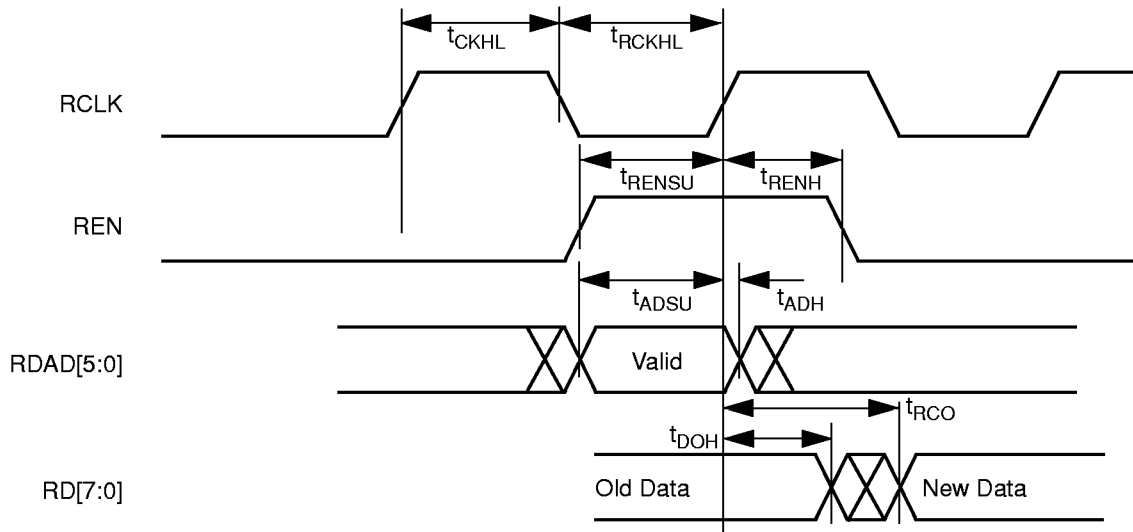 tCKHL tRCKHL
RCLK
tRENSU tRENH
REN
tADSU tADH
RDAD[5:0] Valid
tRCO
tDOH
RD[7:0] Old Data New Data